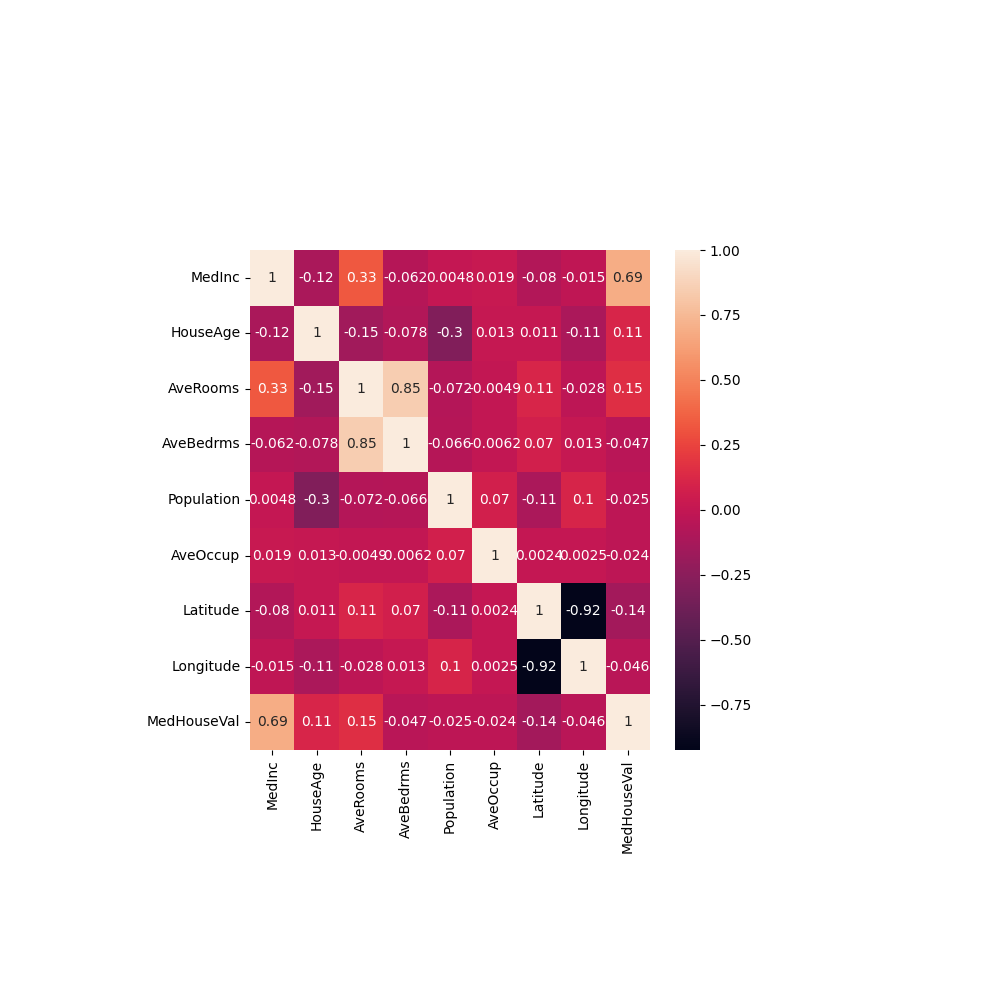 1.00
MedInc 1 -0.12 0.33 -0.062 0.0048 0.019 -0.08 -0.015 0.69
0.75
HouseAge -0.12 1 -0.15 -0.078 -0.3 0.013 0.011 -0.11 0.11
0.50
AveRooms 0.33 -0.15 1 0.85 -0.072 -0.0049 0.11 -0.028 0.15
0.25
AveBedrms -0.062 -0.078 0.85 1 -0.066 -0.0062 0.07 0.013 -0.047
Population 0.0048 -0.3 -0.072 -0.066 1 0.07 -0.11 0.1 -0.025
0.00
AveOccup 0.019 0.013 -0.0049 -0.0062 0.07 1 0.0024 0.0025 -0.024
−0.25
Latitude -0.08 0.011 0.11 0.07 -0.11 0.0024 1 -0.92 -0.14
−0.50
Longitude -0.015 -0.11 -0.028 0.013 0.1 0.0025 -0.92 1 -0.046
−0.75
MedHouseVal 0.69 0.11 0.15 -0.047 -0.025 -0.024 -0.14 -0.046 1
MedInc
HouseAge
AveRooms
AveBedrms
Population
AveOccup
Latitude
Longitude
MedHouseVal